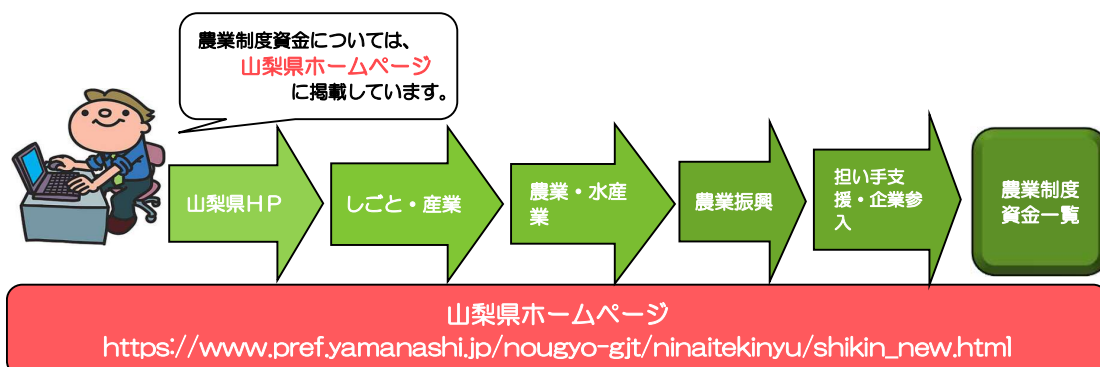 農業制度資金については、
山梨県ホームページ
に掲載しています。
山梨県HP
しごと・産業
農業・水産
業
農業振興
担い手支
援・企業参
入
農業制度
資金一覧
山梨県ホームページ
https://www.pref.yamanashi.jp/nougyo-gjt/ninaitekinyu/shikin_new.html